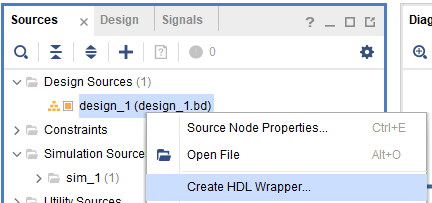 Sources × Design Signals ? _ Diag
0
Design Sources (1)
design_1 (design_1.bd)
Constraints
Source Node Properties... Ctrl+E
Simulation Source
Open File Alt+O
sim_1 (1)
Create HDL Wrapper...
Utility Sources